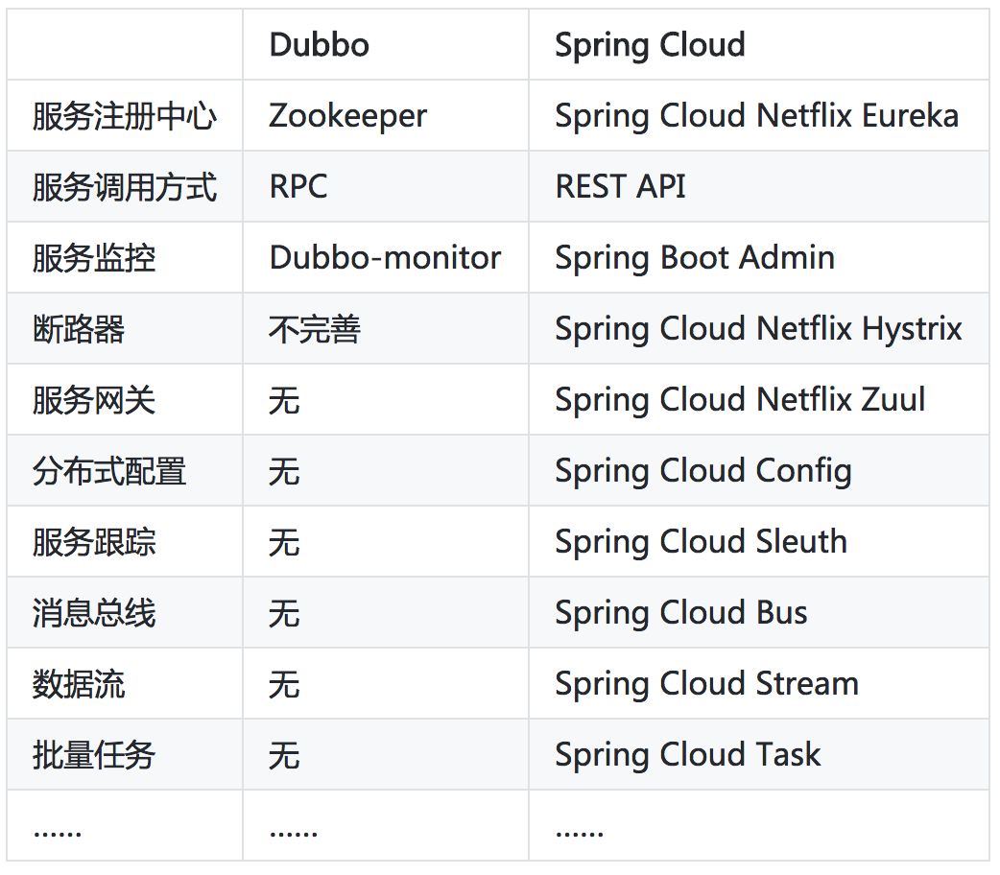 Dubbo Spring Cloud
服务注册中心 Zookeeper Spring Cloud Netflix Eureka
服务调用方式 RPC REST API
服务监控 Dubbo-monitor Spring Boot Admin
断路器 不完善 Spring Cloud Netflix Hystrix
服务网关 无 Spring Cloud Netflix Zuul
分布式配置 无 Spring Cloud Config
服务跟踪 无 Spring Cloud Sleuth
消息总线 无 Spring Cloud Bus
数据流 无 Spring Cloud Stream
批量任务 无 Spring Cloud Task
…… …… ……